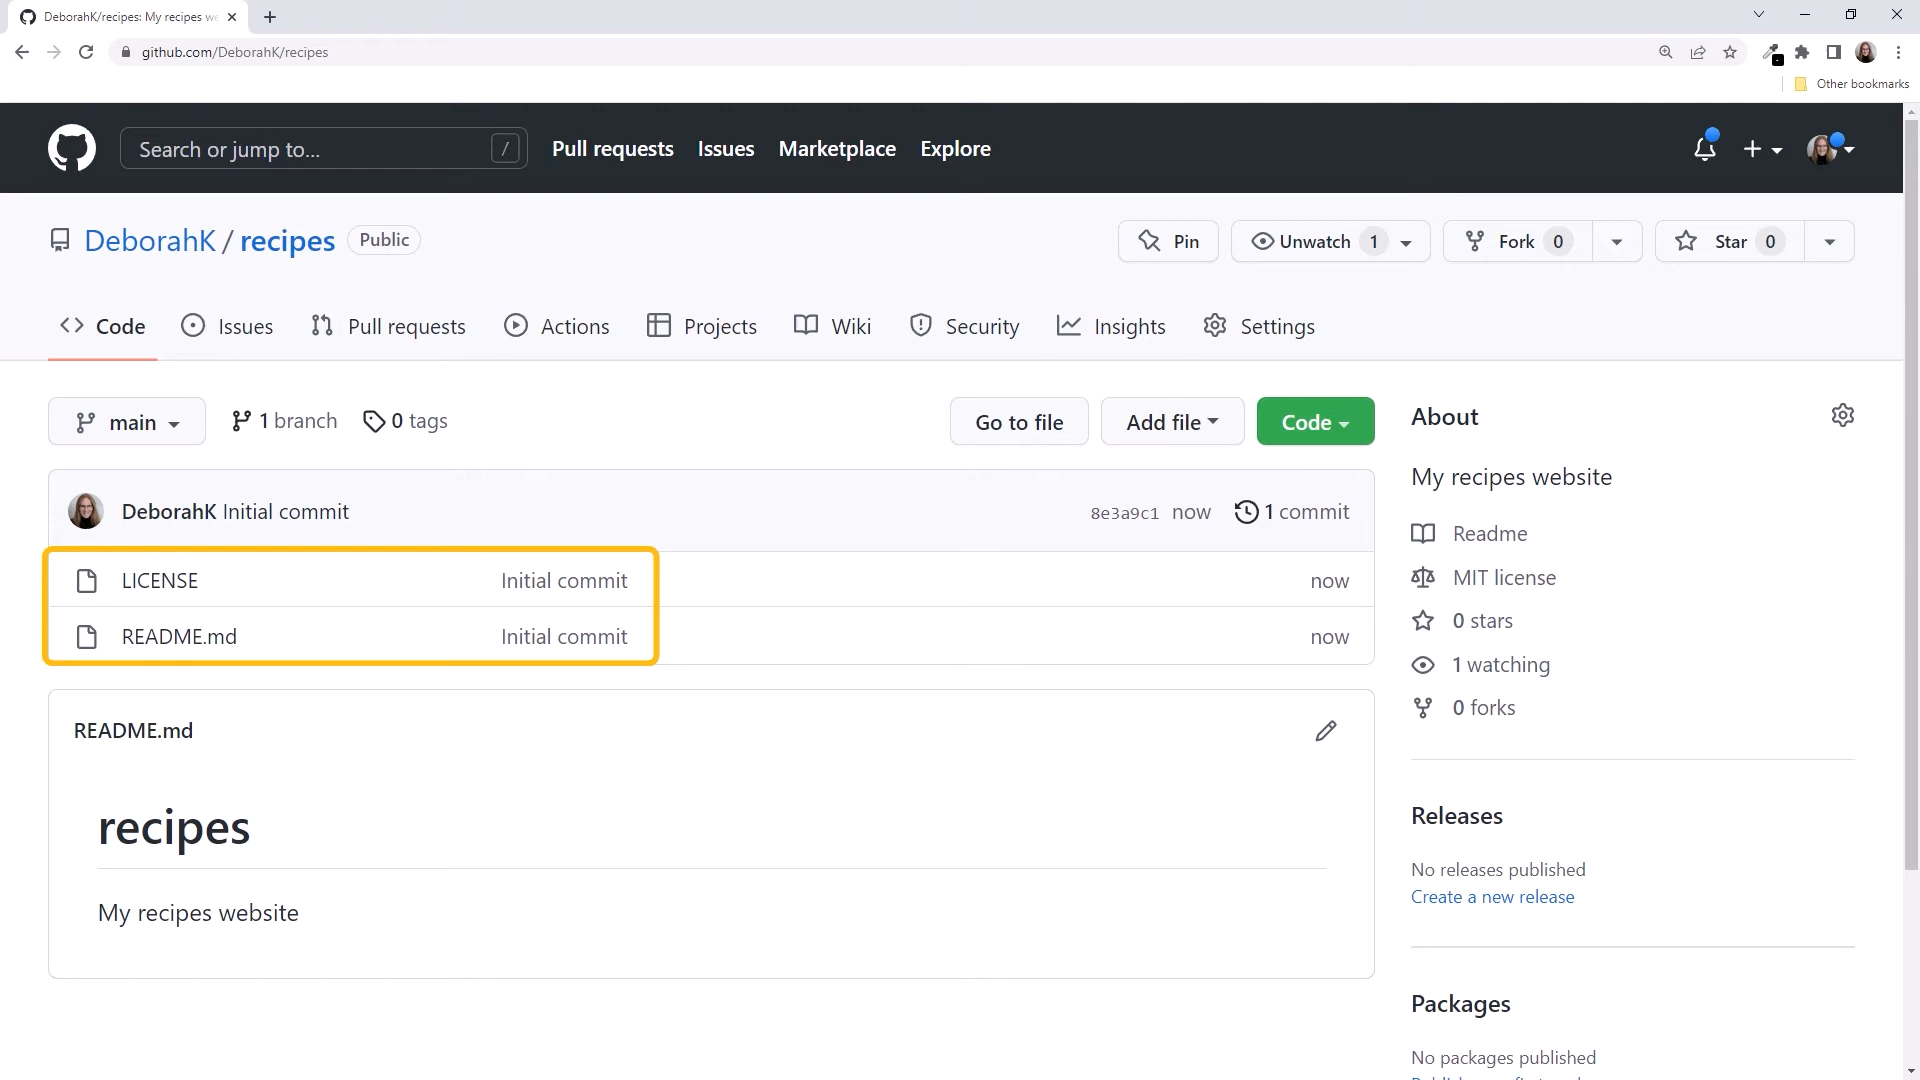 DeborahK/recipes: My recipes we
github.com/DeborahK/recipes
Other bookmarks
Search or jump to... /
Pull requests Issues Marketplace Explore
DeborahK / recipes Public
Pin Unwatch 1 Fork 0 Star 0
Code Issues Pull requests Actions Projects Wiki Security Insights Settings
main 1 branch 0 tags Go to file Add file Code
DeborahK Initial commit 8e3a9c1 now 1 commit
LICENSE Initial commit now
README.md Initial commit now
README.md
recipes
My recipes website
About
My recipes website
Readme
MIT license
0 stars
1 watching
0 forks
Releases
No releases published
Create a new release
Packages
No packages published